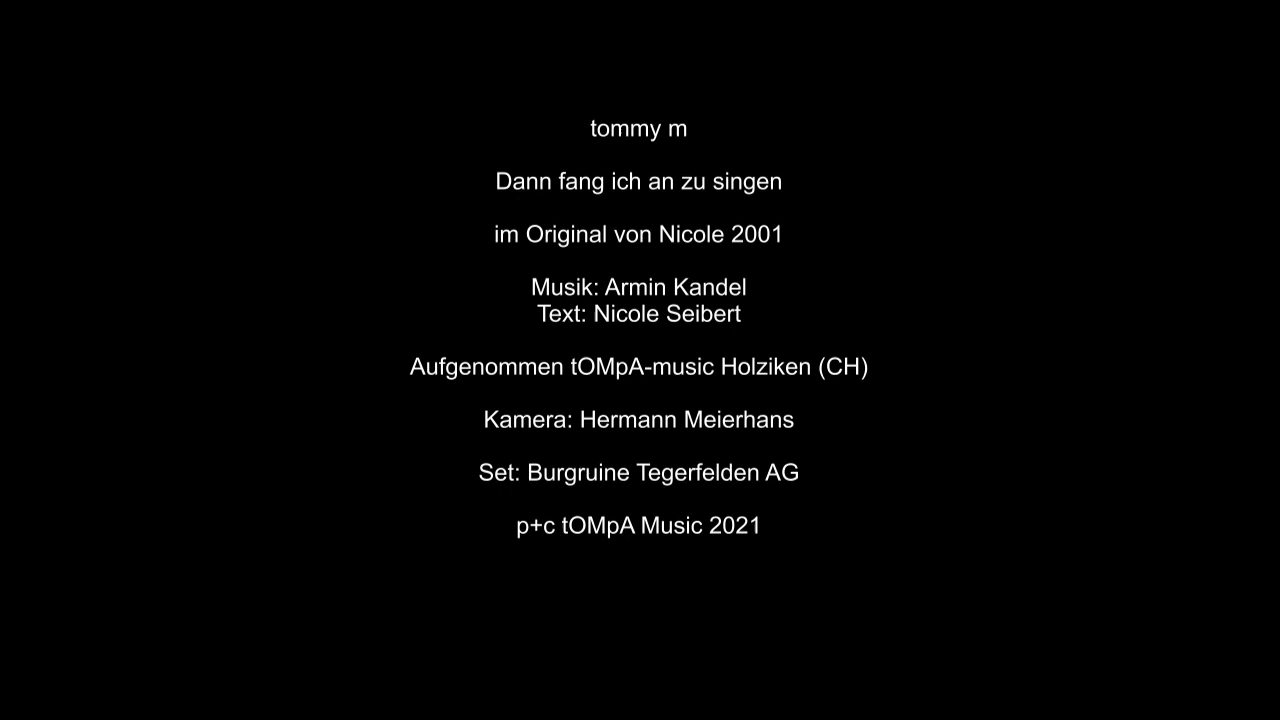 tommy m
Dann fang ich an zu singen
im Original von Nicole 2001
Musik: Armin Kandel
Text: Nicole Seibert
Aufgenommen tOMpA-music Holziken (CH)
Kamera: Hermann Meierhans
Set: Burgruine Tegerfelden AG
p+c tOMpA Music 2021